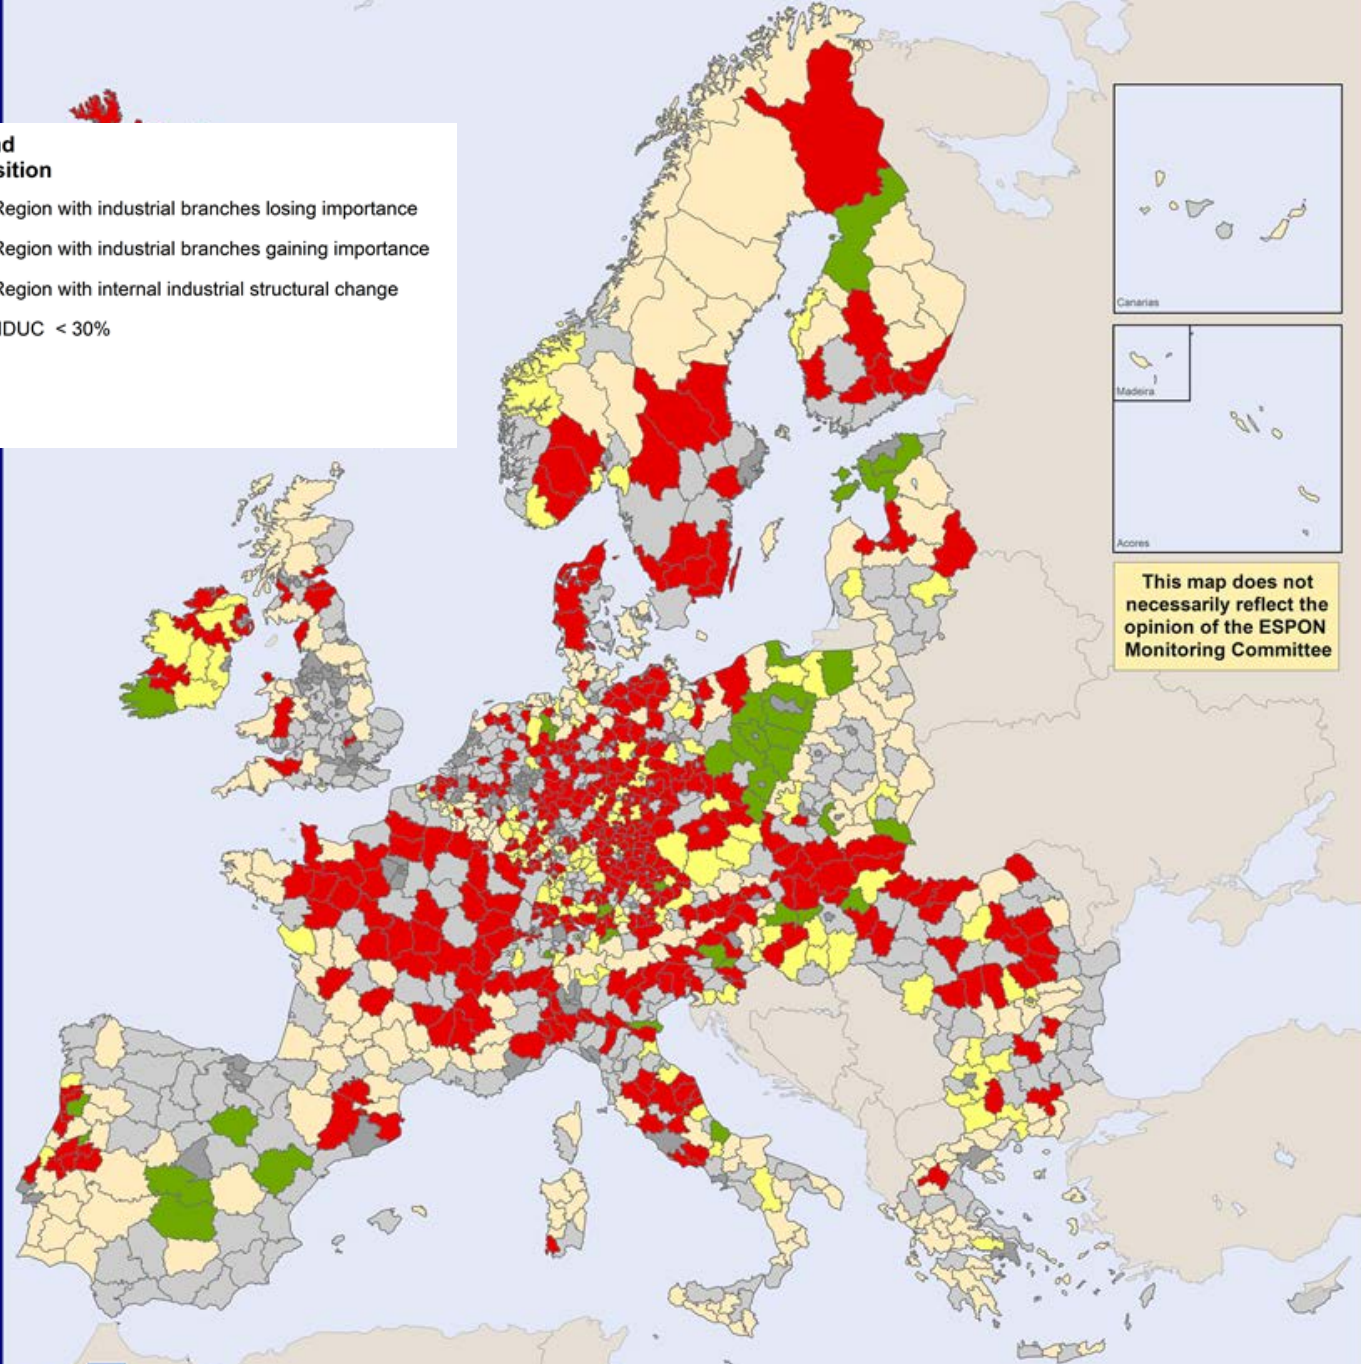 nd
sition
Region with industrial branches losing importance
Region with industrial branches gaining importance
Region with internal industrial structural change
IDUC < 30%
Canarias
Madeira
Acores
This map does not
necessarily reflect the
opinion of the ESPON
Monitoring Committee